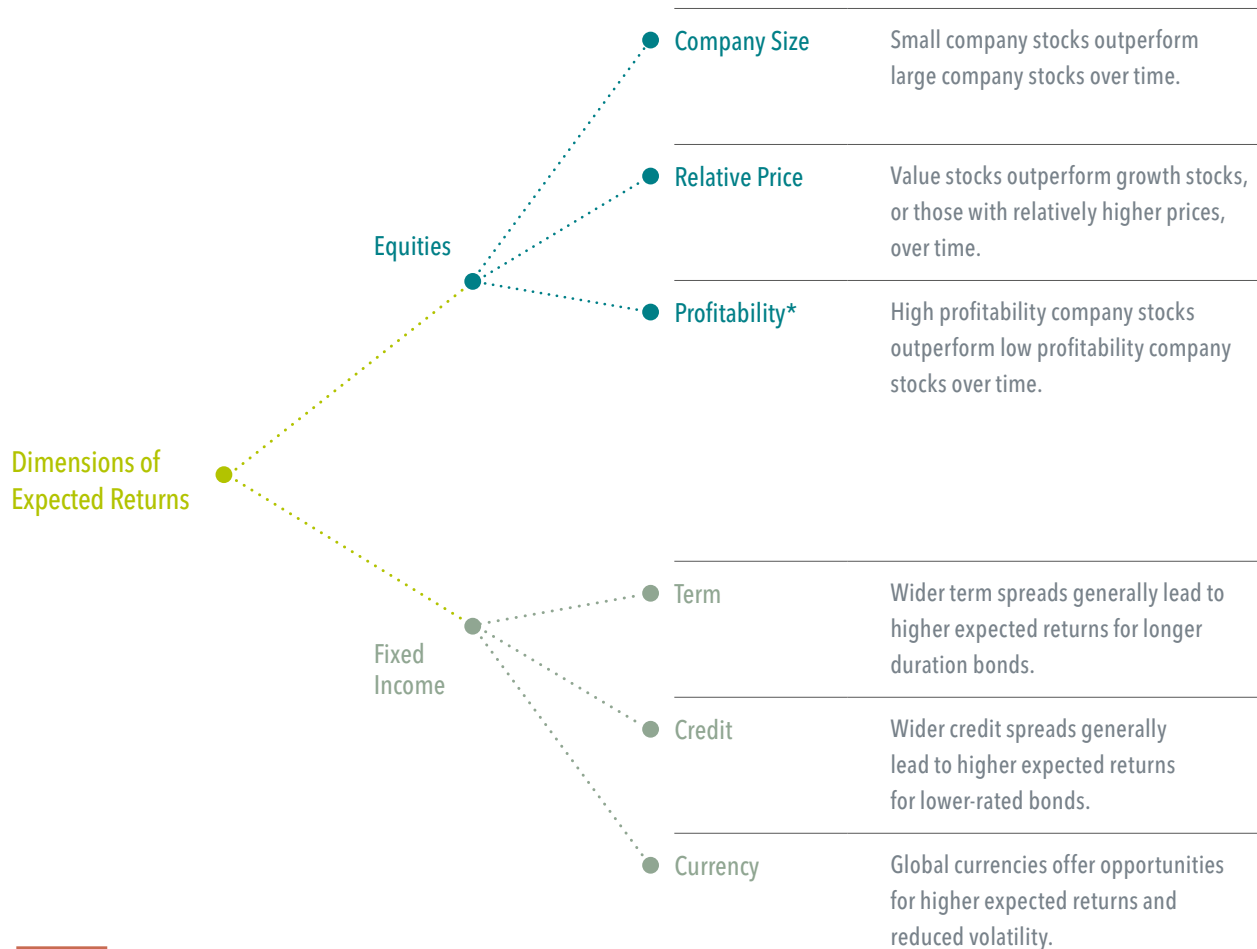 Company Size
Small company stocks outperform
large company stocks over time.
Relative Price
Value stocks outperform growth stocks,
or those with relatively higher prices,
over time.
Equities
Profitability*
High profitability company stocks
outperform low profitability company
stocks over time.
Dimensions of
Expected Returns
Term
Wider term spreads generally lead to
higher expected returns for longer
duration bonds.
Fixed
Income
Credit
Wider credit spreads generally
lead to higher expected returns
for lower-rated bonds.
Currency
Global currencies offer opportunities
for higher expected returns and
reduced volatility.